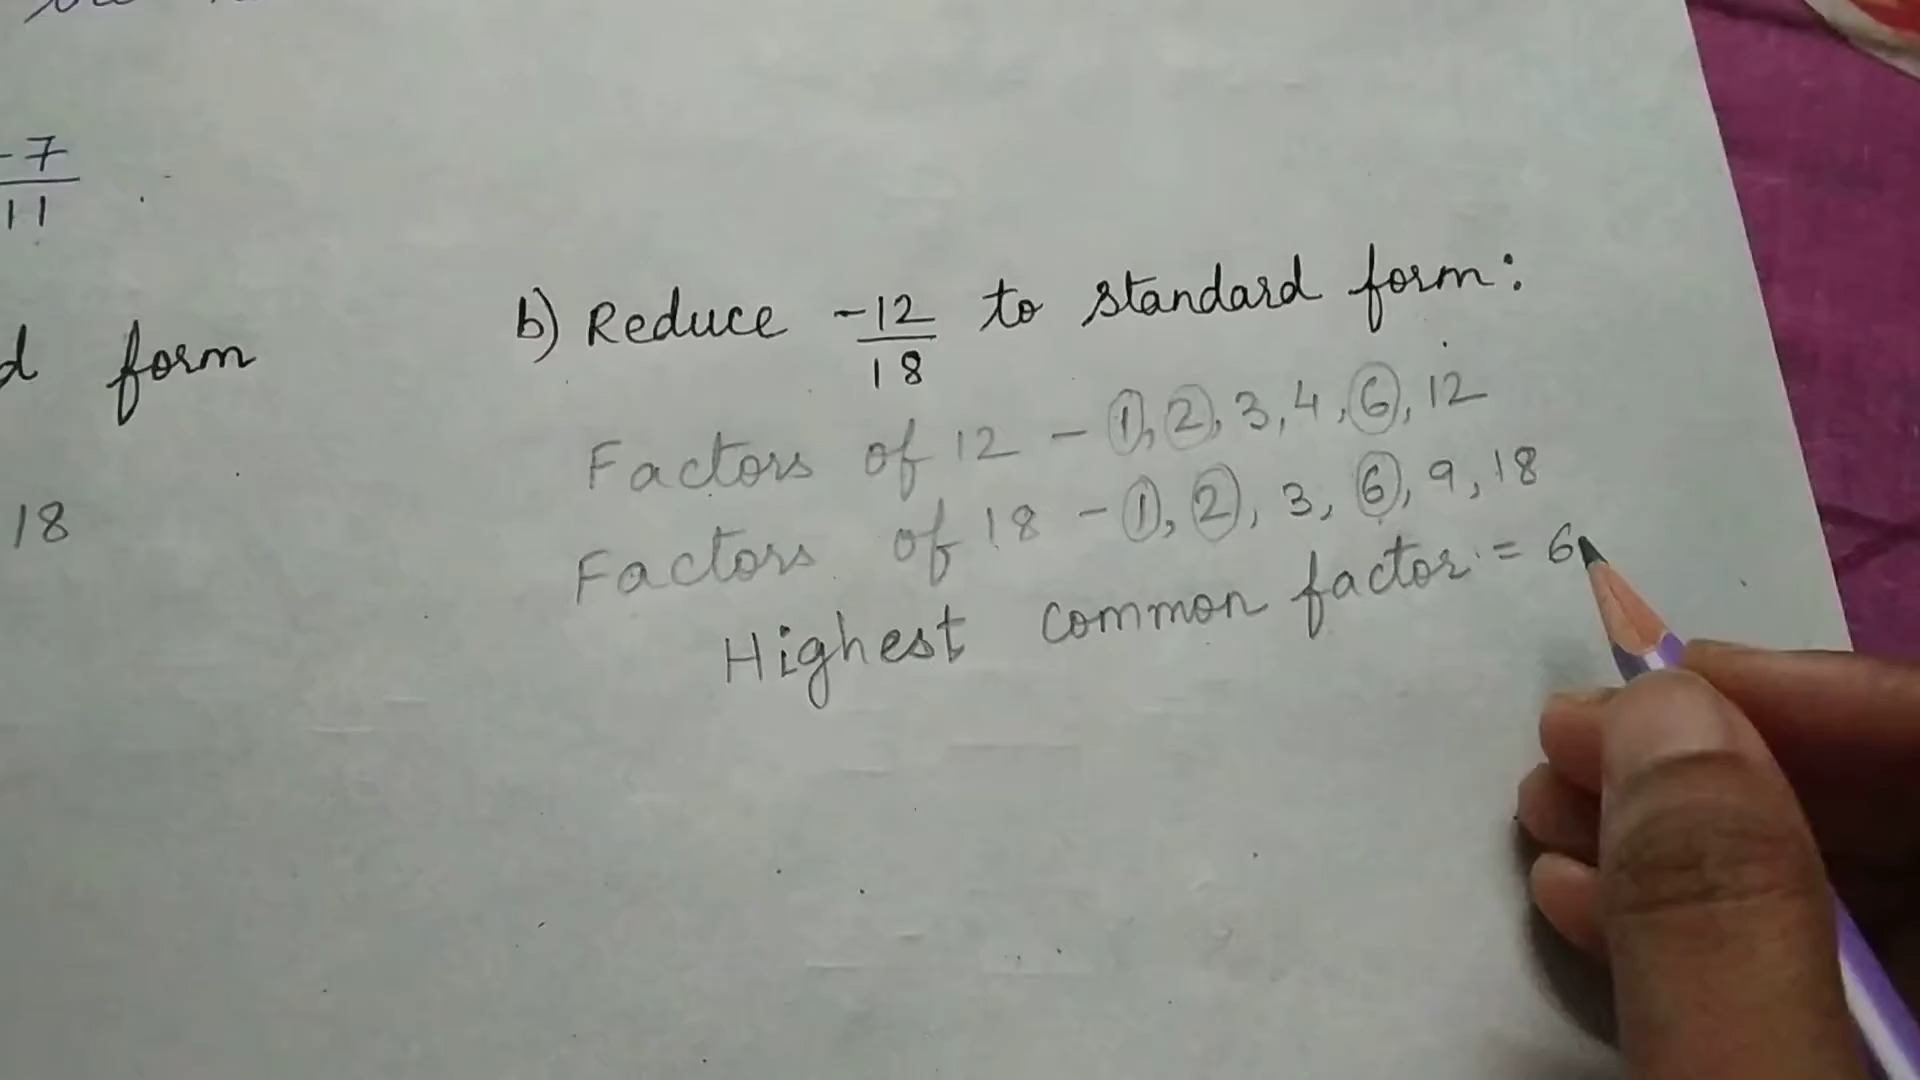 -7
11
d form
18
b) Reduce -12/18 to standard form:
Factors of 12 - 1, 2, 3, 4, 6, 12
Factors of 18 - 1, 2, 3, 6, 9, 18
Highest common factor = 6